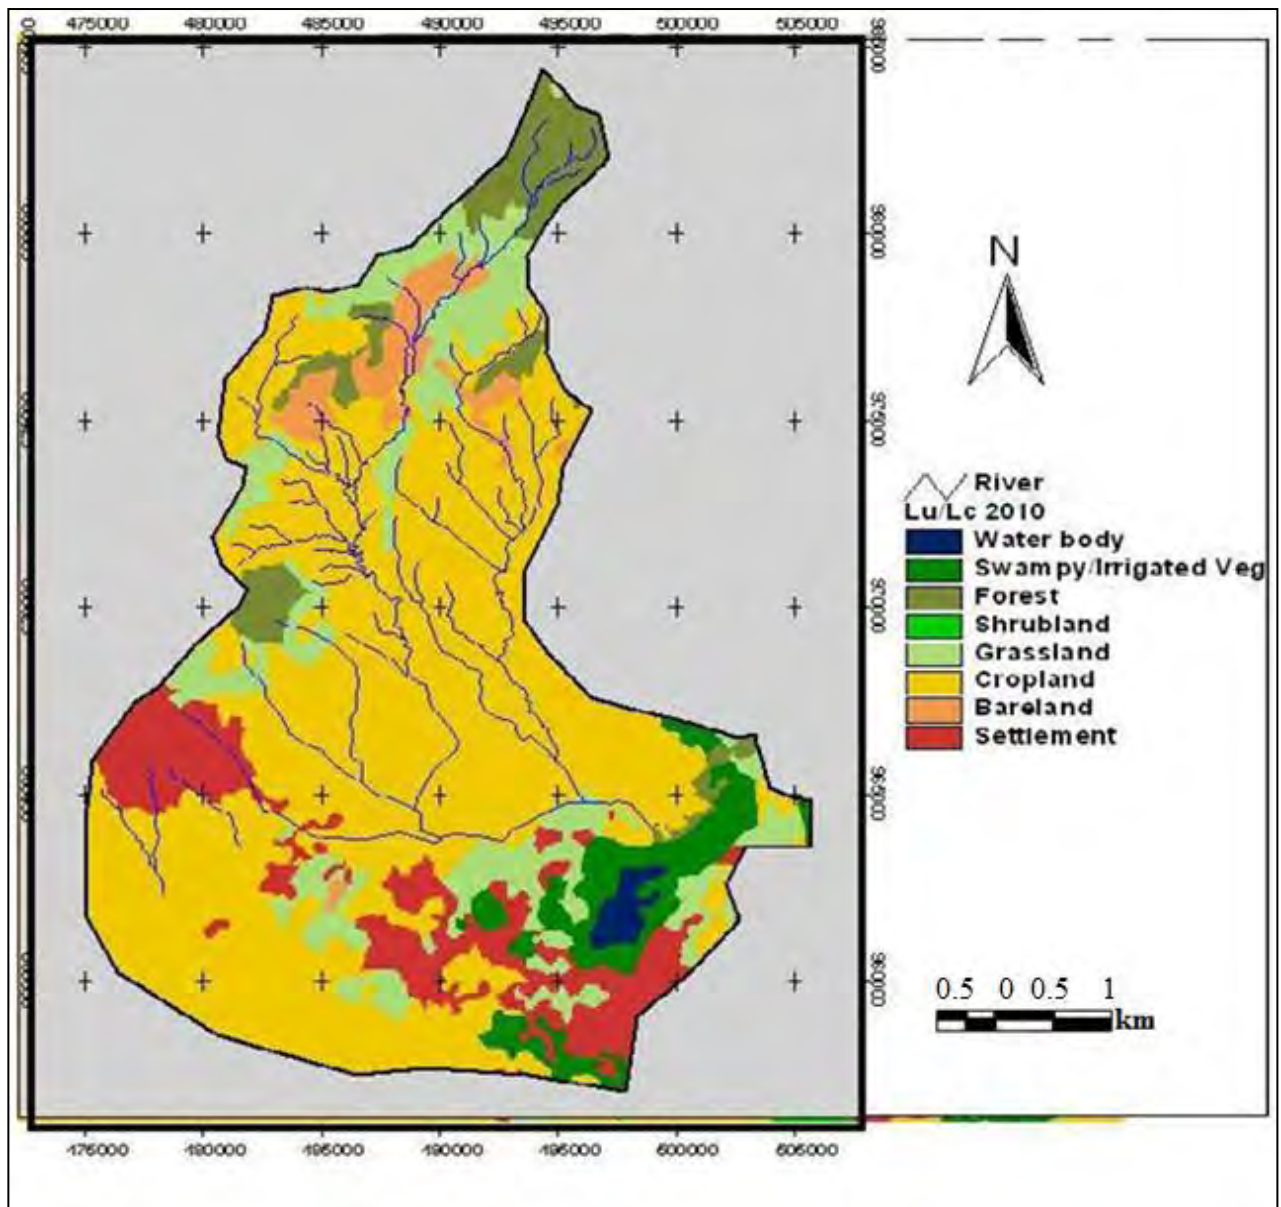 475000 480000 485000 490000 495000 500000 505000
N
River
Lu/Lc 2010
Water body
Swampy/Irrigated Veg
Forest
Shrubland
Grassland
Cropland
Bareland
Settlement
0.5 0 0.5 1
km
475000 480000 485000 490000 495000 500000 505000